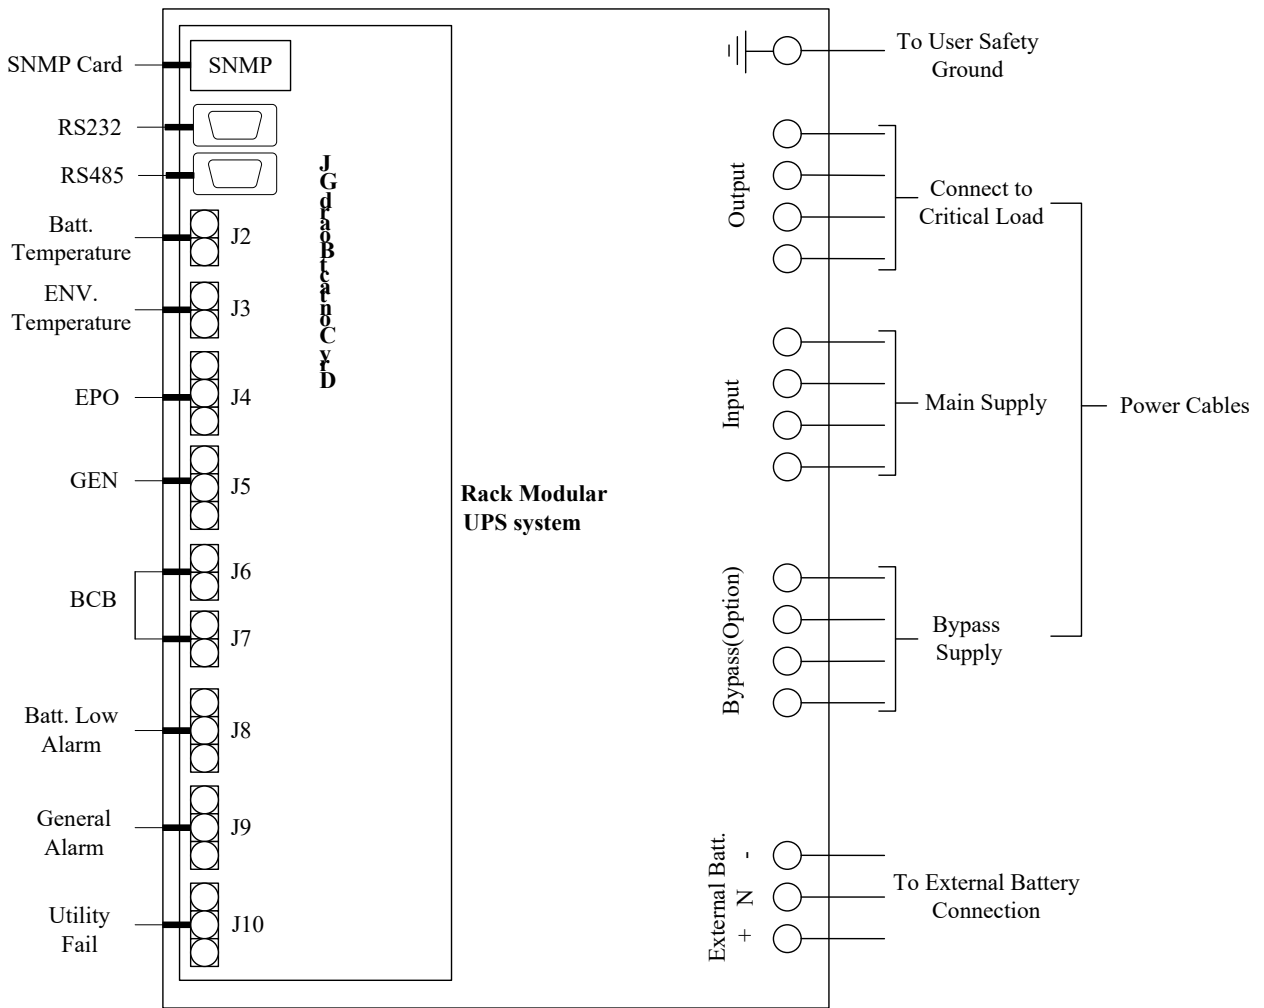 SNMP Card
SNMP
RS232
RS485
Batt.
Temperature
J2
ENV.
Temperature
J3
EPO
J4
GEN
J5
BCB
J6
J7
Batt. Low
Alarm
J8
General
Alarm
J9
Utility
Fail
J10
JGdraoBtcatnoCyrD
Rack Modular
UPS system
To User Safety
Ground
Output
Connect to
Critical Load
Input
Main Supply
Power Cables
Bypass(Option)
Bypass
Supply
External Batt.
+ N -
To External Battery
Connection